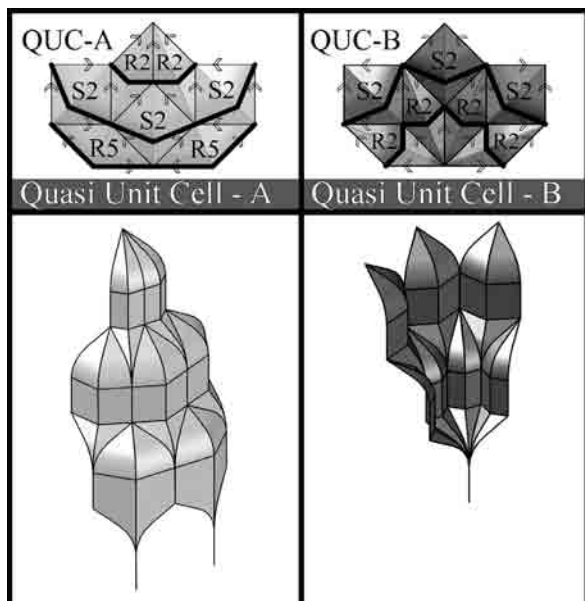 QUC-A
R2 R2
S2 S2
S2
R5 R5
Quasi Unit Cell - A
QUC-B
S2
S2 S2
R2 R2
R2 R2
Quasi Unit Cell - B